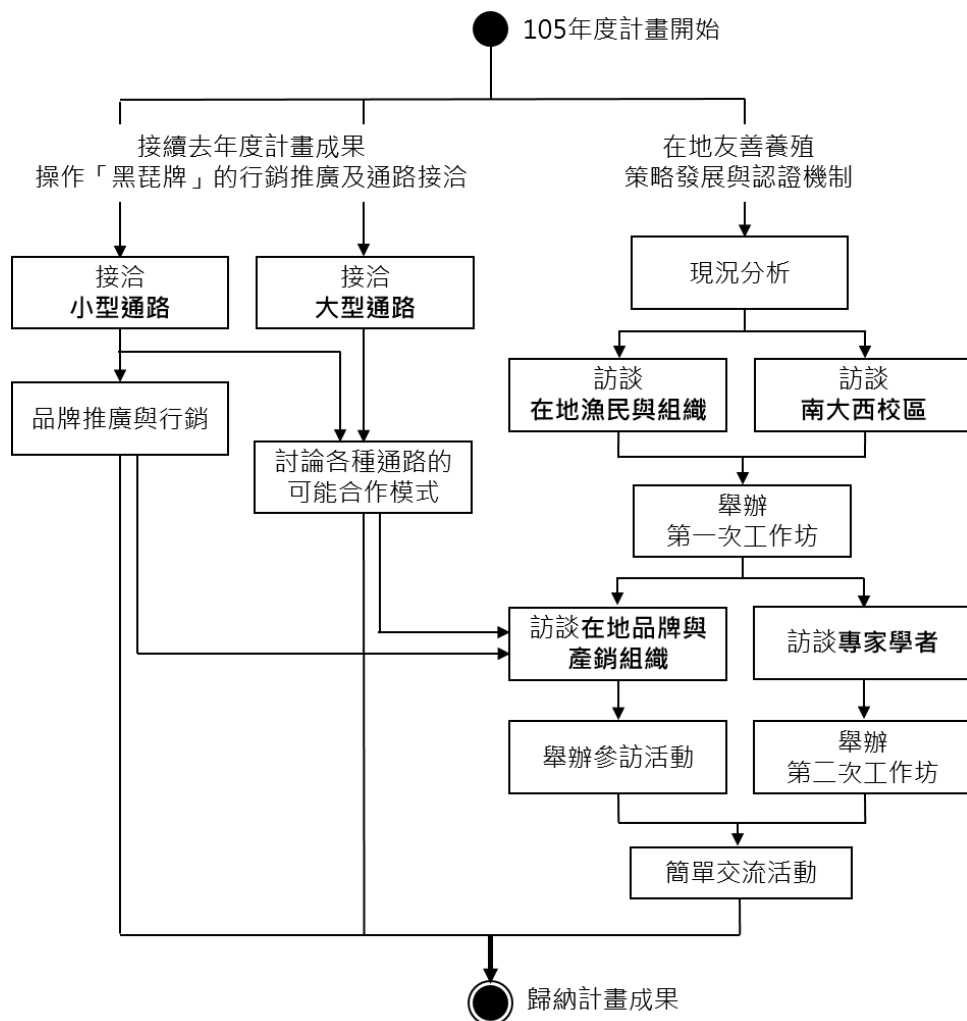 105年度計畫開始
接續去年度計畫成果
操作「黑琵牌」的行銷推廣及通路接洽
在地友善養殖
策略發展與認證機制
接洽
小型通路
接洽
大型通路
現況分析
品牌推廣與行銷
訪談
在地漁民與組織
訪談
南大西校區
討論各種通路的
可能合作模式
舉辦
第一次工作坊
訪談在地品牌與
產銷組織
訪談專家學者
舉辦參訪活動
舉辦
第二次工作坊
簡單交流活動
歸納計畫成果